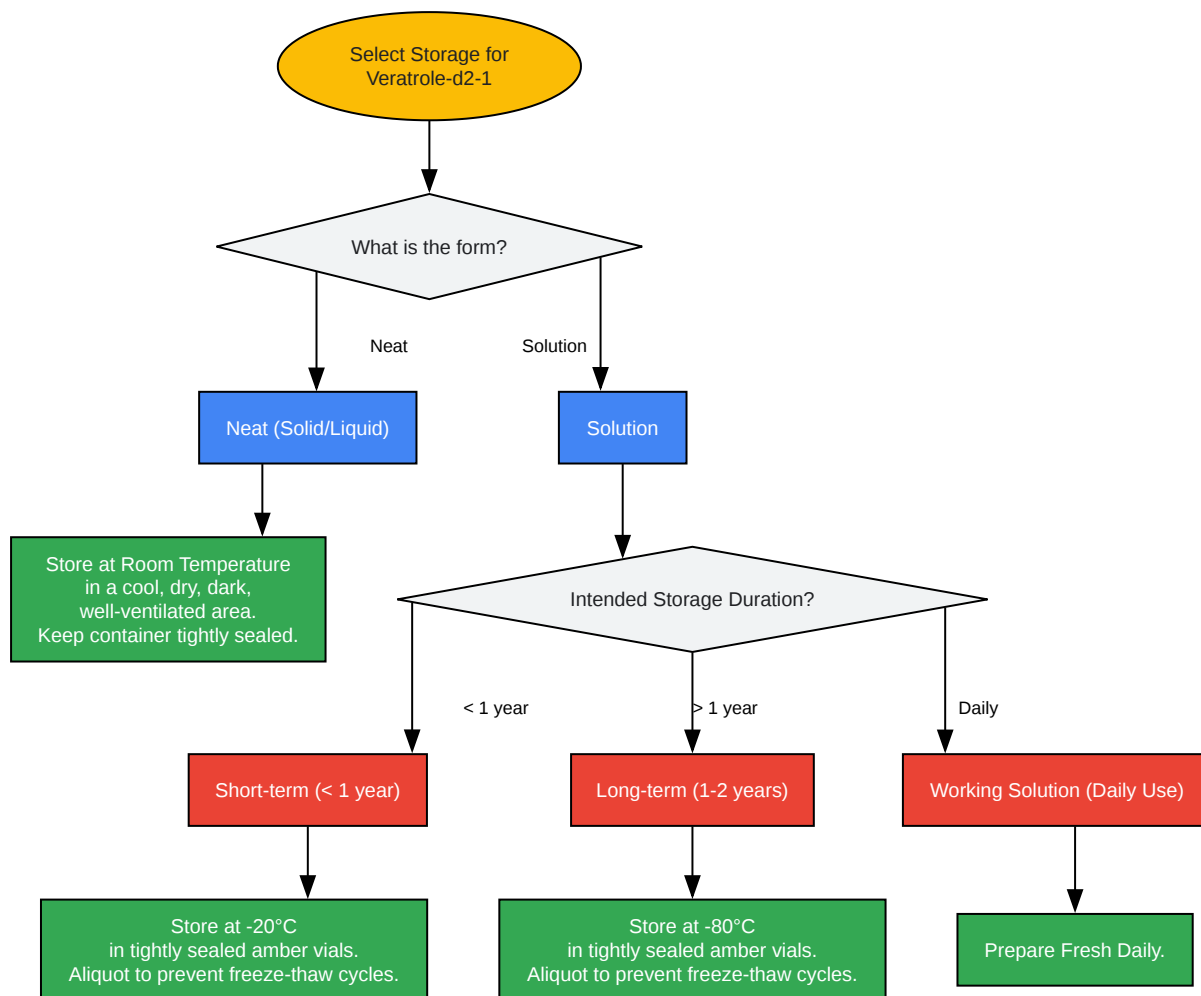 Select Storage for
Veratrole-d2-1
What is the form?
Neat
Solution
Neat (Solid/Liquid)
Solution
Store at Room Temperature
in a cool, dry, dark,
well-ventilated area.
Keep container tightly sealed.
Intended Storage Duration?
< 1 year
> 1 year
Daily
Short-term (< 1 year)
Long-term (1-2 years)
Working Solution (Daily Use)
Store at -20°C
in tightly sealed amber vials.
Aliquot to prevent freeze-thaw cycles.
Store at -80°C
in tightly sealed amber vials.
Aliquot to prevent freeze-thaw cycles.
Prepare Fresh Daily.